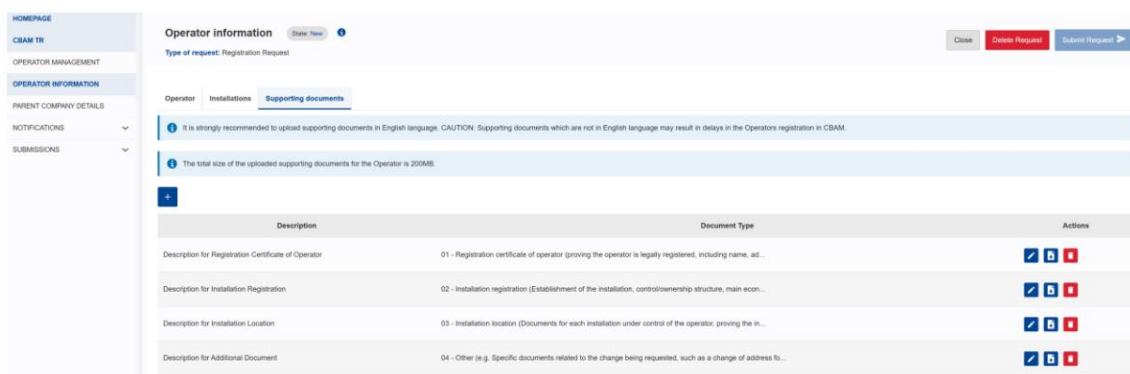 HOMEPAGE
CBAM TR
OPERATOR MANAGEMENT
OPERATOR INFORMATION
PARENT COMPANY DETAILS
NOTIFICATIONS
SUBMISSIONS
Operator information State: New
Type of request: Registration Request
Close Delete Request Submit Request
Operator Installations Supporting documents
It is strongly recommended to upload supporting documents in English language. CAUTION: Supporting documents which are not in English language may result in delays in the Operators registration in CBAM.
The total size of the uploaded supporting documents for the Operator is 200MB.
+
Description Document Type Actions
Description for Registration Certificate of Operator 01 - Registration certificate of operator (proving the operator is legally registered, including name, ad...
Description for Installation Registration 02 - Installation registration (Establishment of the installation, control/ownership structure, main econ...
Description for Installation Location 03 - Installation location (Documents for each installation under control of the operator, proving the in...
Description for Additional Document 04 - Other (e.g. Specific documents related to the change being requested, such as a change of address fo...